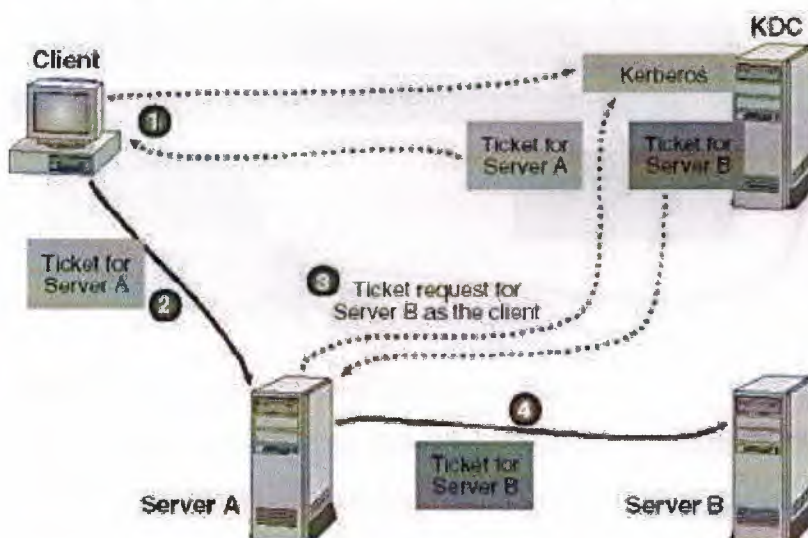 KDC
Client
Kerberos
1
Ticket for
Server A
Ticket for
Server B
Ticket for
Server A
2
3 Ticket request for
Server B as the client
4
Ticket for
Server B
Server A
Server B